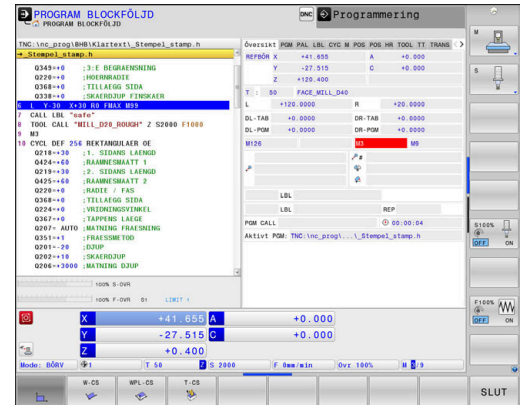 PROGRAM BLOCKFÖLJD
PROGRAM BLOCKFÖLJD
DNC
Programmering
TNC:\nc_prog\BHB\Klartext\_Stempel_stamp.h
→_Stempel_stamp.h
Q349=+0 ;3:E BEGRAENSNING
Q220=+0 ;HOERNRADIE
Q368=+0 ;TILLAEGG SIDA
Q338=+0 ;SKAERDJUP FINSKAER
6 L Y-30 X+30 R0 FMAX M99
7 CALL LBL "safe"
8 TOOL CALL "MILL_D20_ROUGH" Z S2000 F1000
9 M3
10 CYCL DEF 256 REKTANGULAER OE
Q218=+30 ;1. SIDANS LAENGD
Q424=+60 ;RAAMNESMAATT 1
Q219=+30 ;2. SIDANS LAENGD
Q425=+60 ;RAAMNESMAATT 2
Q220=+0 ;RADIE / FAS
Q368=+0 ;TILLAEGG SIDA
Q224=+0 ;VRIDNINGSVINKEL
Q367=+0 ;TAPPENS LAEGE
Q207= AUTO ;MATNING FRAESNING
Q351=+1 ;FRAESSMETOD
Q201=-20 ;DJUP
Q202=+10 ;SKAERDJUP
Q206=+3000 ;MATNING DJUP
100% S-OVR
100% F-OVR S1 LIMIT 1
Översikt PGM PAL LBL CYC M POS POS HR TOOL TT TRANS
REFBÖR X +41.655 A +0.000
Y -27.515 C +0.000
Z +120.400
T : 50 FACE_MILL_D40
L +120.0000 R +20.0000
DL-TAB +0.0000 DR-TAB +0.0000
DL-PGM +0.0000 DR-PGM +0.0000
M126 M3 M9
P#
LBL
LBL REP
PGM CALL 00:00:04
Aktivt PGM: TNC:\nc_prog\...\_Stempel_stamp.h
X +41.655 A +0.000
Y -27.515 C +0.000
Z +0.400
Mode: BÖRV 1 T 50 Z S 2000 F 0mm/min Ovr 100% M 3/9
M
S
S100%
OFF ON
F100%
OFF ON
W-CS WPL-CS T-CS
SLUT